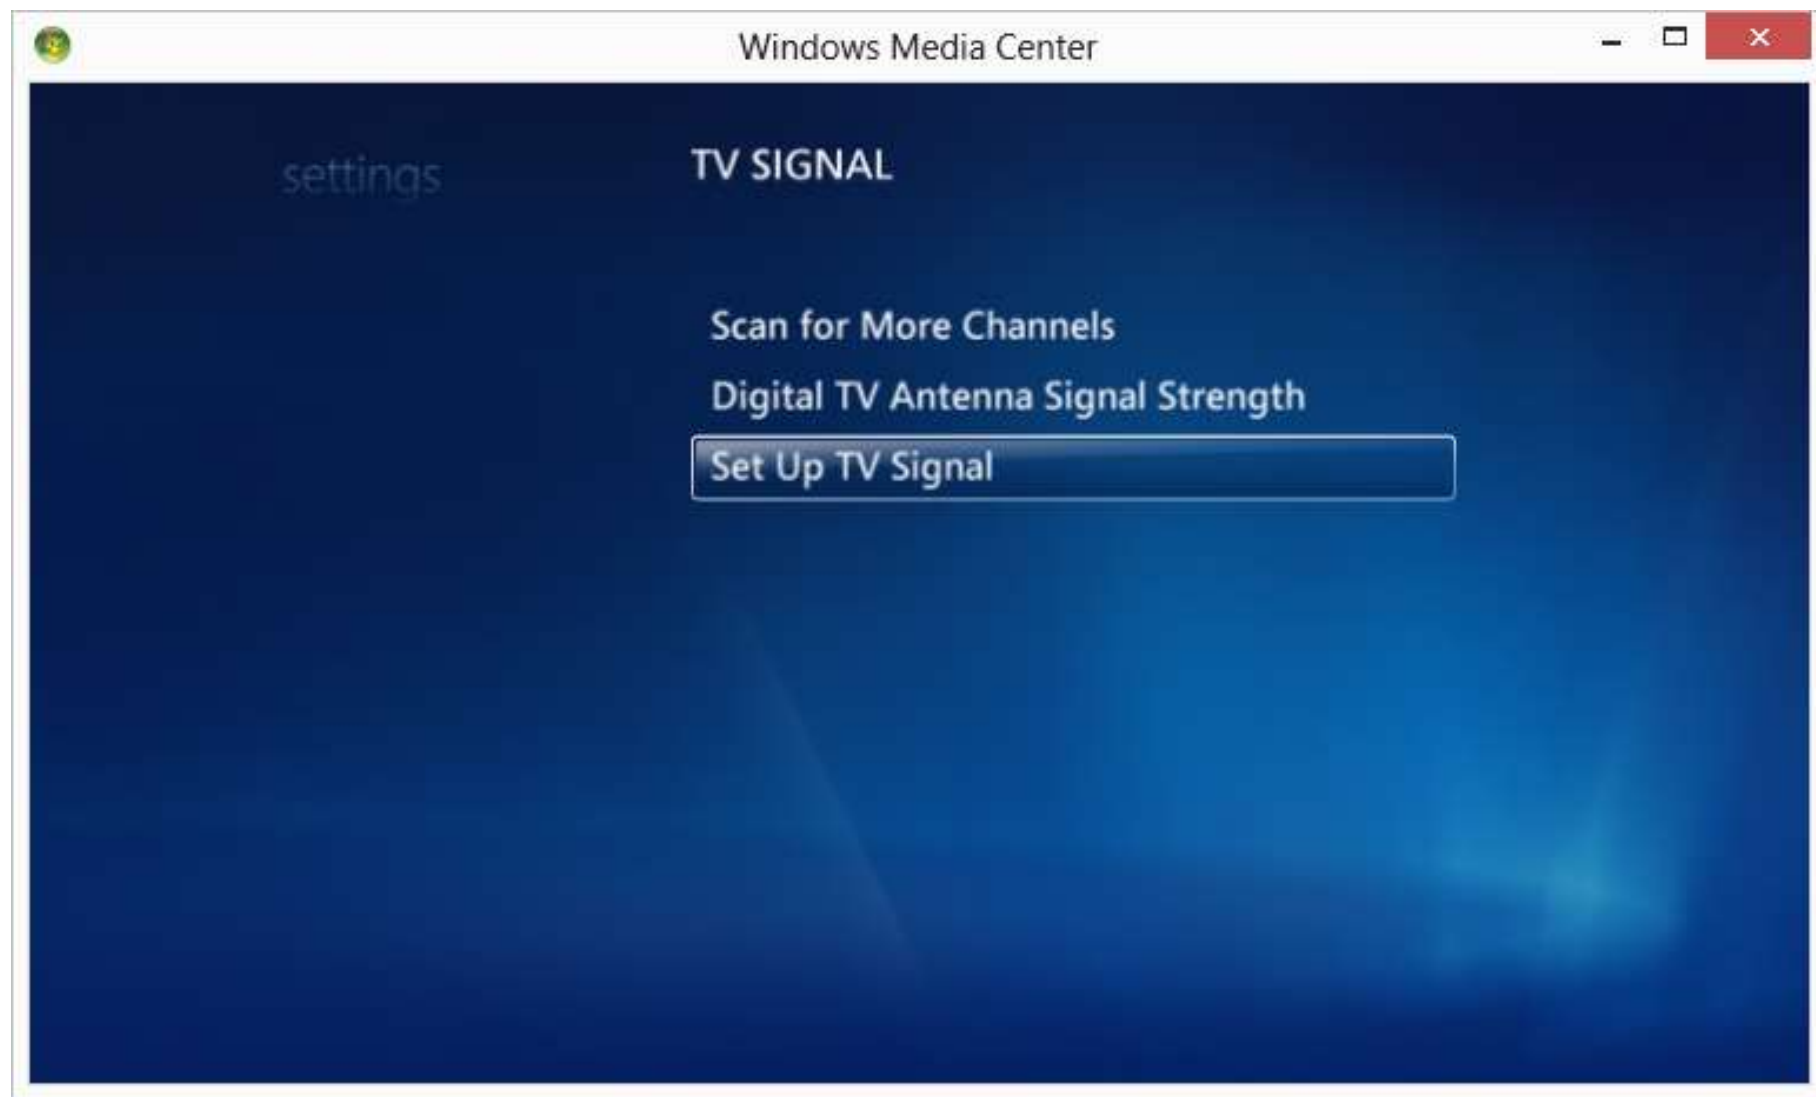 Windows Media Center
settings
TV SIGNAL
Scan for More Channels
Digital TV Antenna Signal Strength
Set Up TV Signal